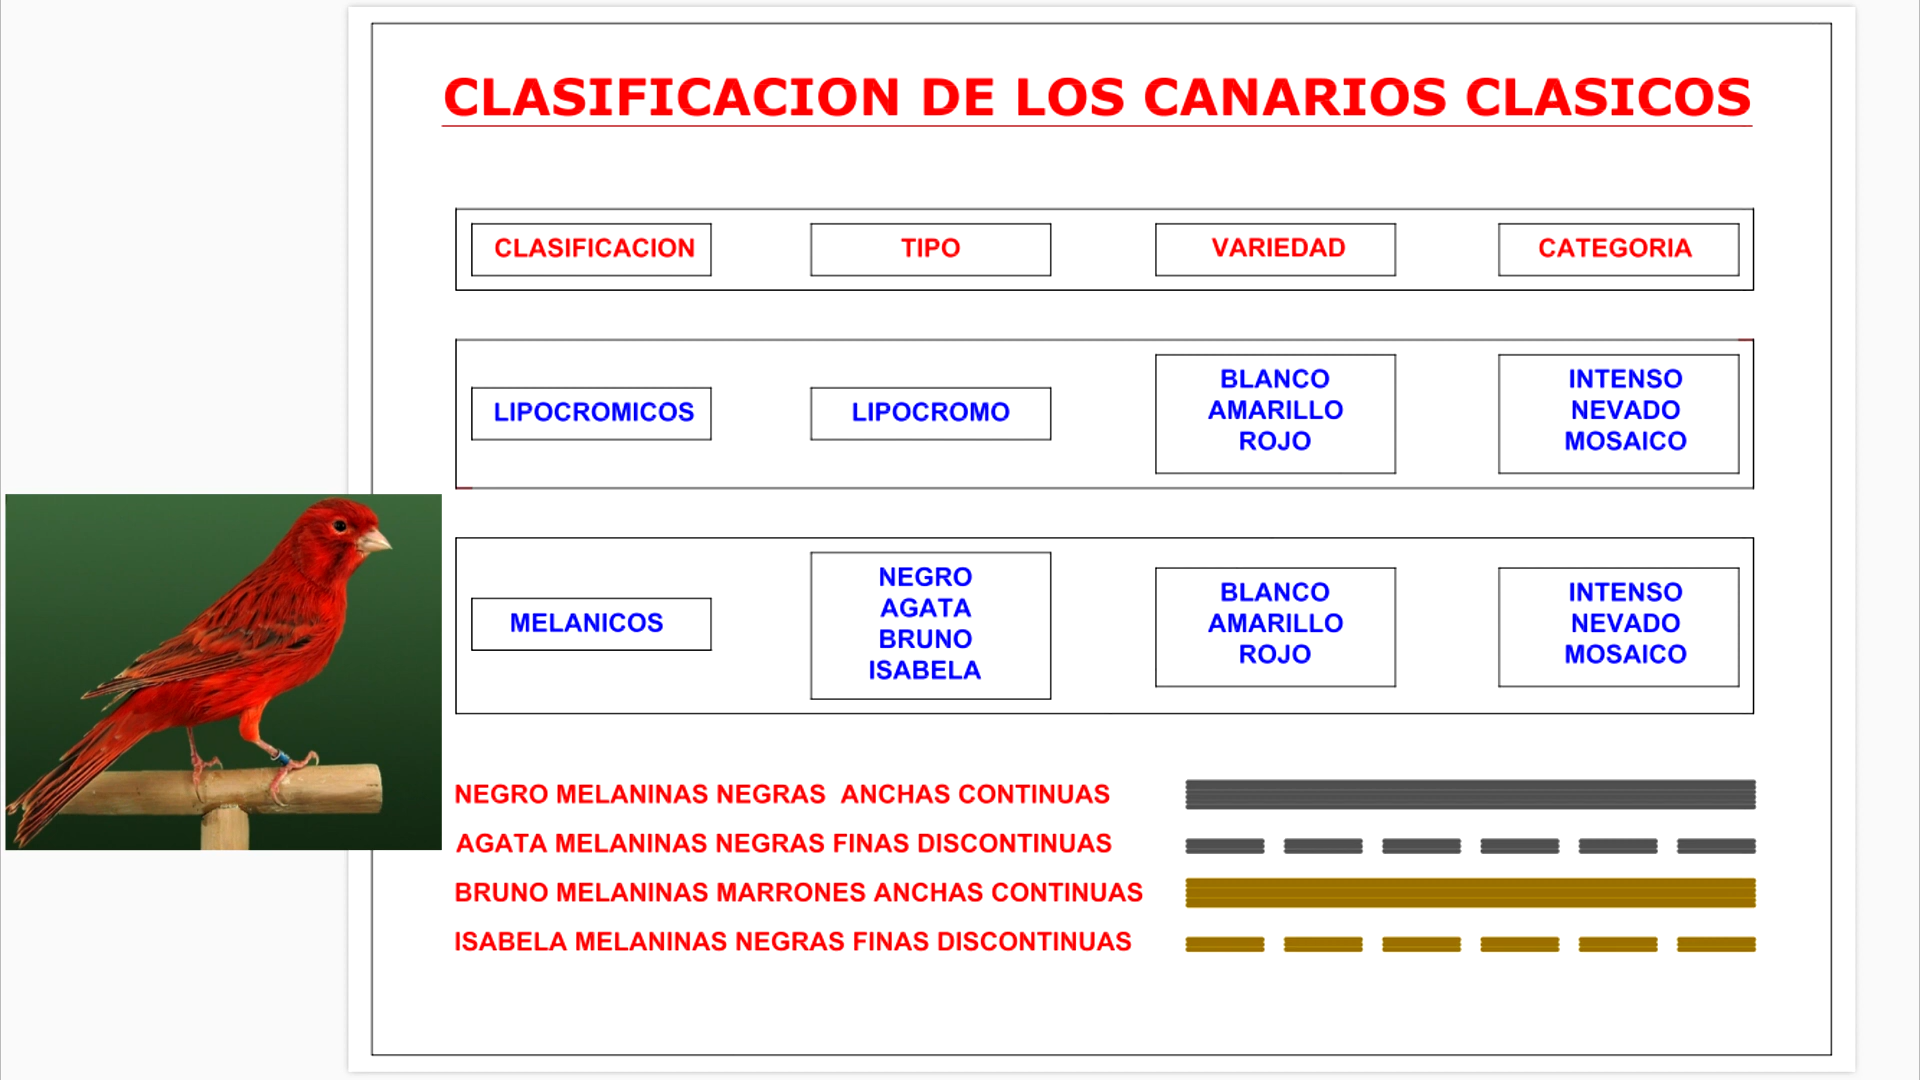 CLASIFICACION DE LOS CANARIOS CLASICOS
CLASIFICACION
TIPO
VARIEDAD
CATEGORIA
LIPOCROMICOS
LIPOCROMO
BLANCO
AMARILLO
ROJO
INTENSO
NEVADO
MOSAICO
MELANICOS
NEGRO
AGATA
BRUNO
ISABELA
BLANCO
AMARILLO
ROJO
INTENSO
NEVADO
MOSAICO
NEGRO MELANINAS NEGRAS  ANCHAS CONTINUAS
AGATA MELANINAS NEGRAS FINAS DISCONTINUAS
BRUNO MELANINAS MARRONES ANCHAS CONTINUAS
ISABELA MELANINAS NEGRAS FINAS DISCONTINUAS